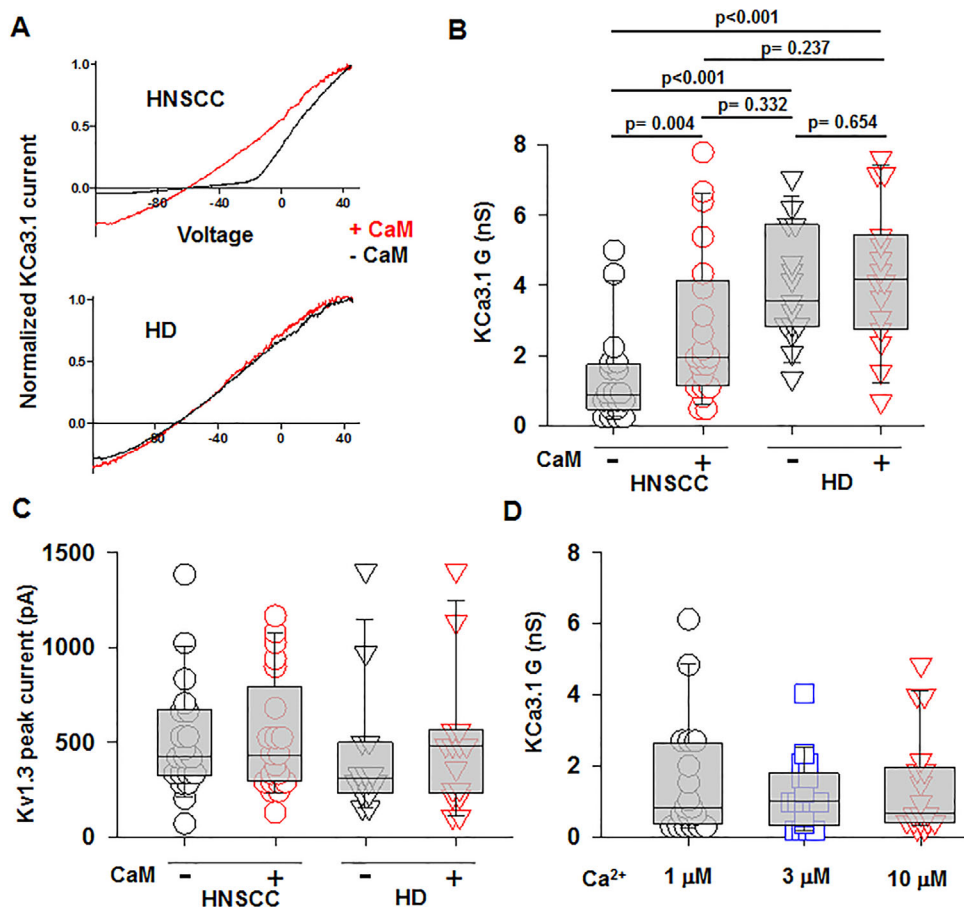 A
1.0
HNSCC
0.5
0.0
-80
-40
0
40
Voltage
+ CaM
- CaM
Normalized KCa3.1 current
1.0
HD
0.5
0.0
-80
-40
0
40
B
p<0.001
p= 0.237
p<0.001
p= 0.332
p= 0.004
p= 0.654
8
6
4
2
0
KCa3.1 G (nS)
CaM - + - +
HNSCC HD
C
1500
1000
500
0
Kv1.3 peak current (pA)
CaM - + - +
HNSCC HD
D
8
6
4
2
0
KCa3.1 G (nS)
Ca²⁺ 1 μM 3 μM 10 μM